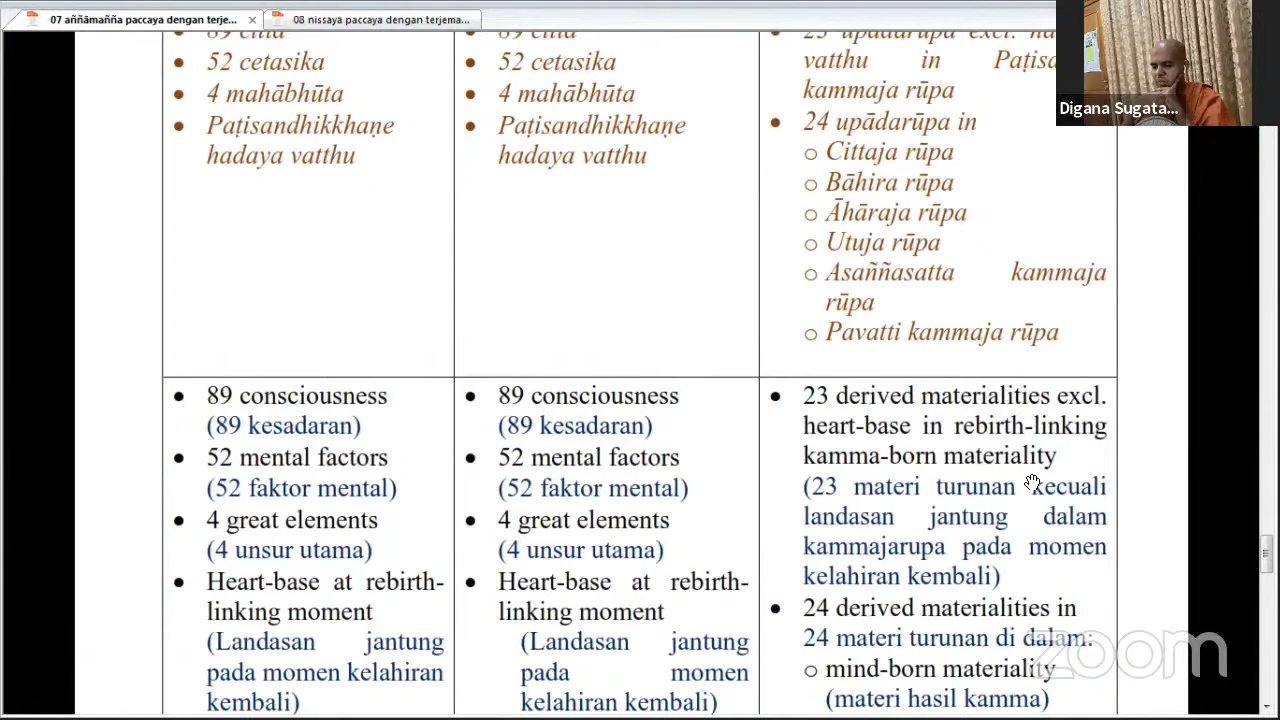 07 aññāmañña paccaya dengan terje...
08 nissaya paccaya dengan terjema...
Digana Sugata...
89 citta
52 cetasika
4 mahābhūta
Paṭisandhikkhaṇe
hadaya vatthu
89 citta
52 cetasika
4 mahābhūta
Paṭisandhikkhaṇe
hadaya vatthu
23 upādārūpa excl.
vatthu in
kammaja rūpa
24 upādarūpa in
Cittaja rūpa
Bāhira rūpa
Āhāraja rūpa
Utuja rūpa
Asaññasatta kammaja
rūpa
Pavatti kammaja rūpa
89 consciousness
(89 kesadaran)
52 mental factors
(52 faktor mental)
4 great elements
(4 unsur utama)
Heart-base at rebirth-
linking moment
(Landasan jantung
pada momen kelahiran
kembali)
89 consciousness
(89 kesadaran)
52 mental factors
(52 faktor mental)
4 great elements
(4 unsur utama)
Heart-base at rebirth-
linking moment
(Landasan jantung
pada momen
kelahiran kembali)
23 derived materialities excl.
heart-base in rebirth-linking
kamma-born materiality
(23 materi turunan kecuali
landasan jantung dalam
kammajarupa pada momen
kelahiran kembali)
24 derived materialities in
24 materi turunan di dalam:
mind-born materiality
(materi hasil kamma)
zoom